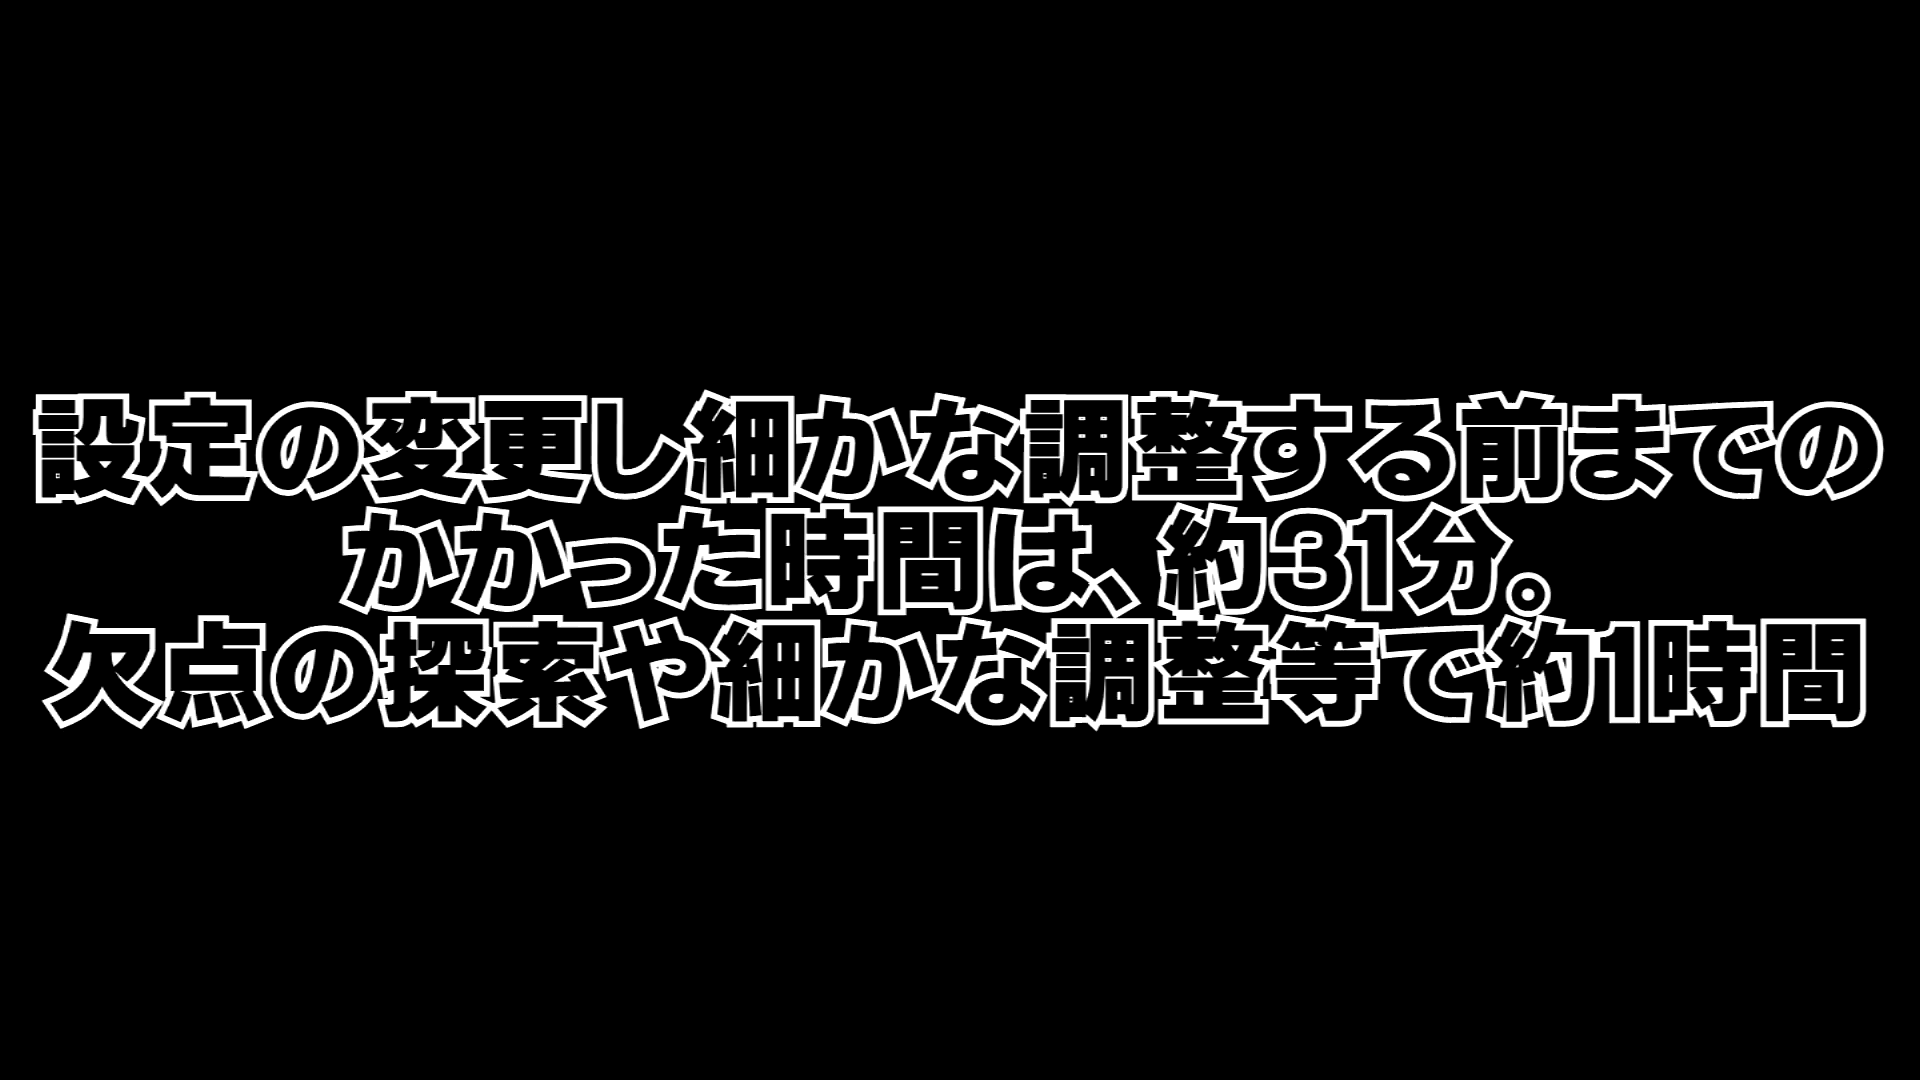 設定の変更し細かな調整する前までの
かかった時間は、約31分。
欠点の探索や細かな調整等で約1時間